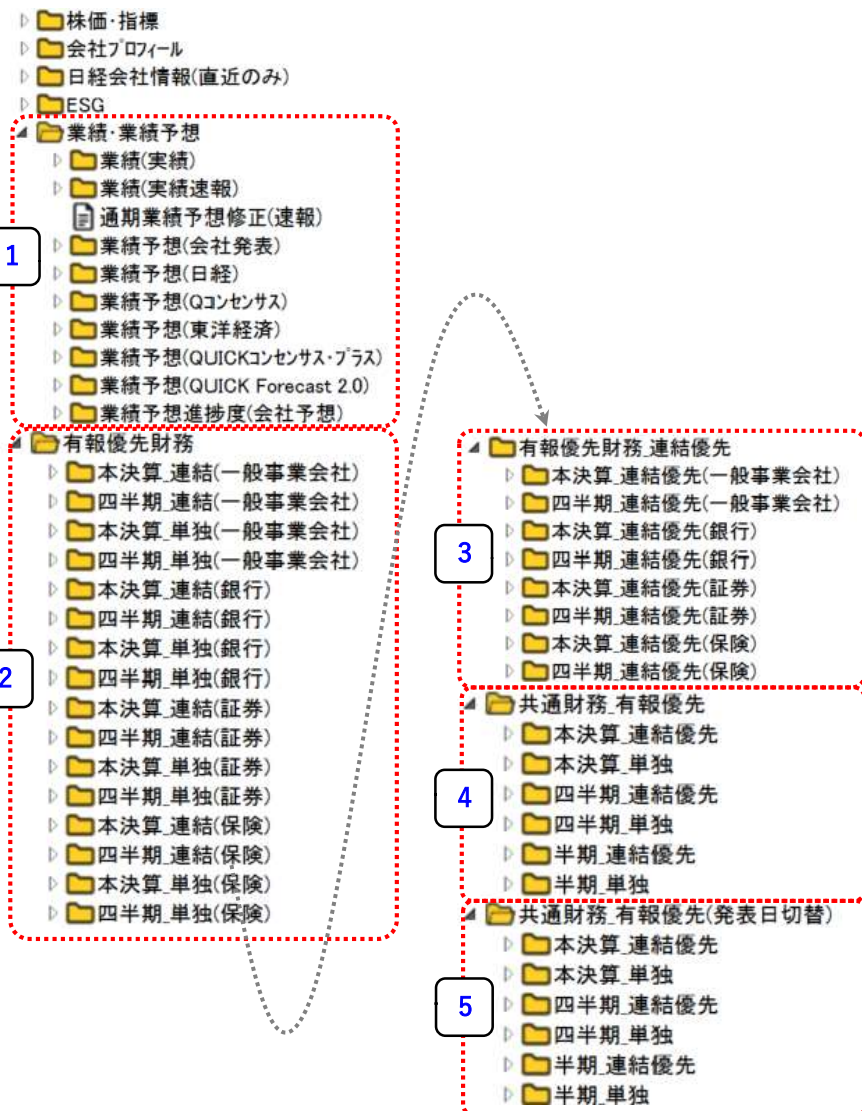 株価・指標
会社プロフィール
日経会社情報(直近のみ)
ESG
業績・業績予想
業績(実績)
業績(実績速報)
通期業績予想修正(速報)
1
業績予想(会社発表)
業績予想(日経)
業績予想(Qコンセンサス)
業績予想(東洋経済)
業績予想(QUICKコンセンサス・プラス)
業績予想(QUICK Forecast 2.0)
業績予想進捗度(会社予想)
有報優先財務
本決算_連結(一般事業会社)
四半期_連結(一般事業会社)
本決算_単独(一般事業会社)
四半期_単独(一般事業会社)
本決算_連結(銀行)
四半期_連結(銀行)
本決算_単独(銀行)
2
四半期_単独(銀行)
本決算_連結(証券)
四半期_連結(証券)
本決算_単独(証券)
四半期_単独(証券)
本決算_連結(保険)
四半期_連結(保険)
本決算_単独(保険)
四半期_単独(保険)
有報優先財務_連結優先
本決算_連結優先(一般事業会社)
四半期_連結優先(一般事業会社)
本決算_連結優先(銀行)
3
四半期_連結優先(銀行)
本決算_連結優先(証券)
四半期_連結優先(証券)
本決算_連結優先(保険)
四半期_連結優先(保険)
共通財務_有報優先
本決算_連結優先
本決算_単独
4
四半期_連結優先
四半期_単独
半期_連結優先
半期_単独
共通財務_有報優先(発表日切替)
本決算_連結優先
本決算_単独
5
四半期_連結優先
四半期_単独
半期_連結優先
半期_単独